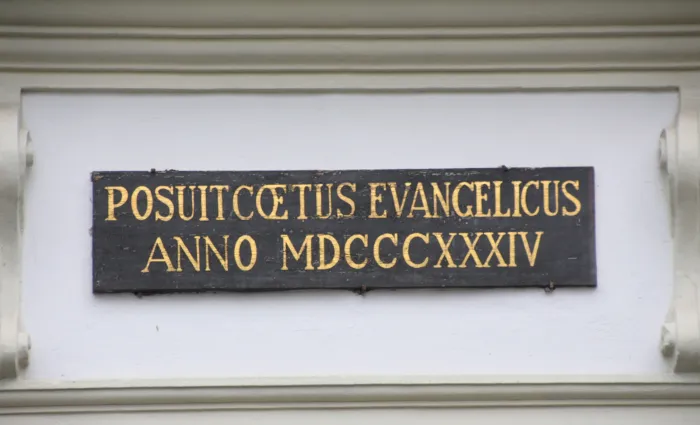 POSUIT CŒTUS EVANGELICUS
ANNO MDCCCXXXIV